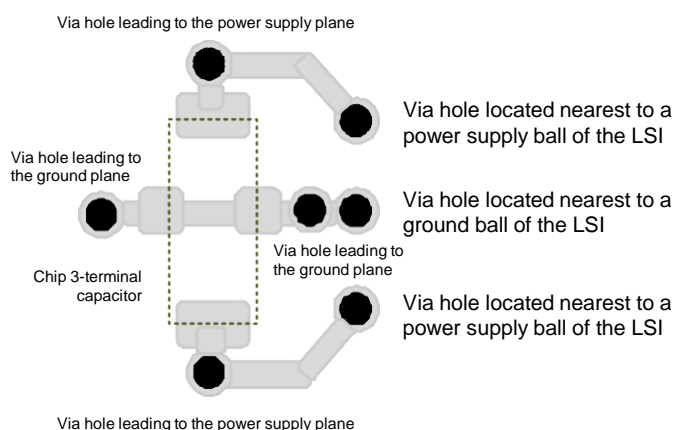 Via hole leading to the power supply plane
Via hole located nearest to a
power supply ball of the LSI
Via hole leading to
the ground plane
Via hole located nearest to a
ground ball of the LSI
Via hole leading to
the ground plane
Chip 3-terminal
capacitor
Via hole located nearest to a
power supply ball of the LSI
Via hole leading to the power supply plane